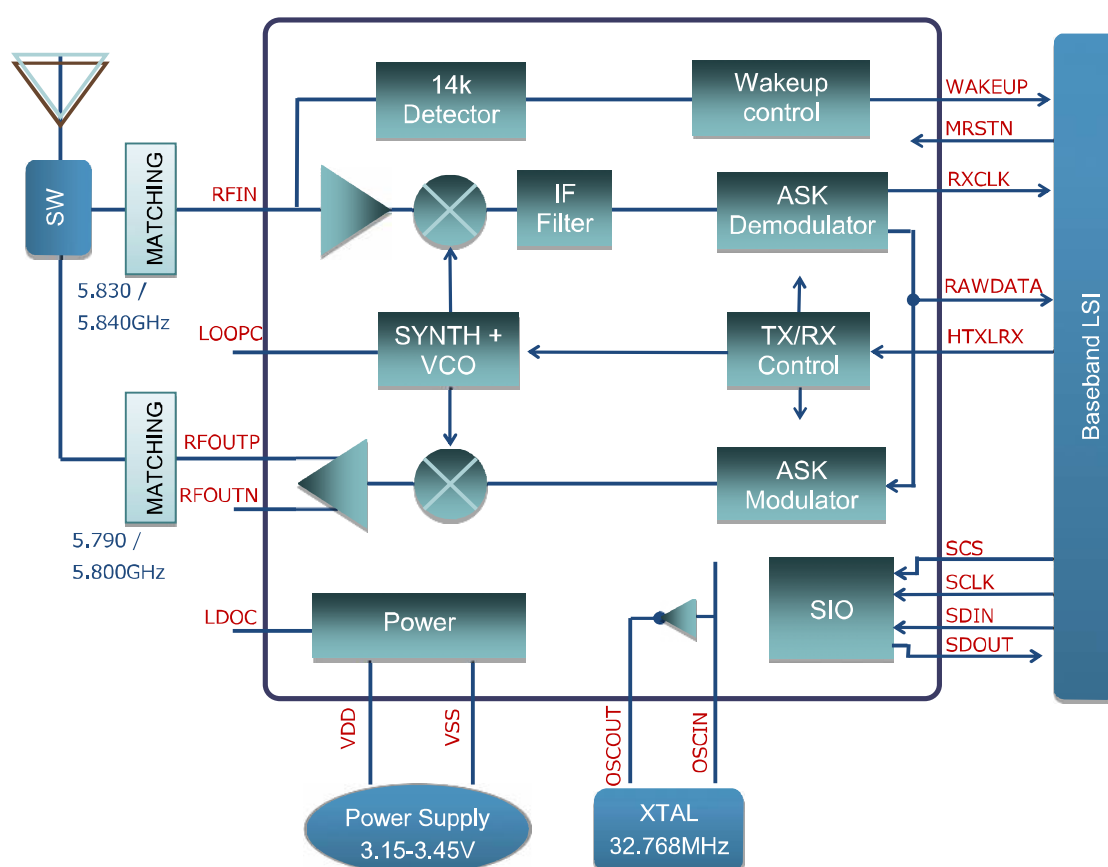 14k
Detector
Wakeup
control
WAKEUP
MRSTN
SW
MATCHING
RFIN
IF
Filter
ASK
Demodulator
RXCLK
5.830 /
5.840GHz
RAWDATA
LOOPC
SYNTH +
VCO
TX/RX
Control
HTXLRX
Baseband LSI
MATCHING
RFOUTP
RFOUTN
ASK
Modulator
5.790 /
5.800GHz
SCS
SCLK
SDIN
SDOUT
SIO
LDOC
Power
VDD
VSS
OSCOUT
OSCIN
Power Supply
3.15-3.45V
XTAL
32.768MHz